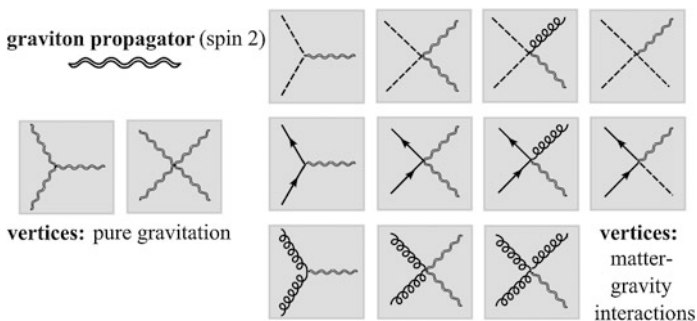 graviton propagator (spin 2)
vertices: pure gravitation
vertices:
matter-
gravity
interactions